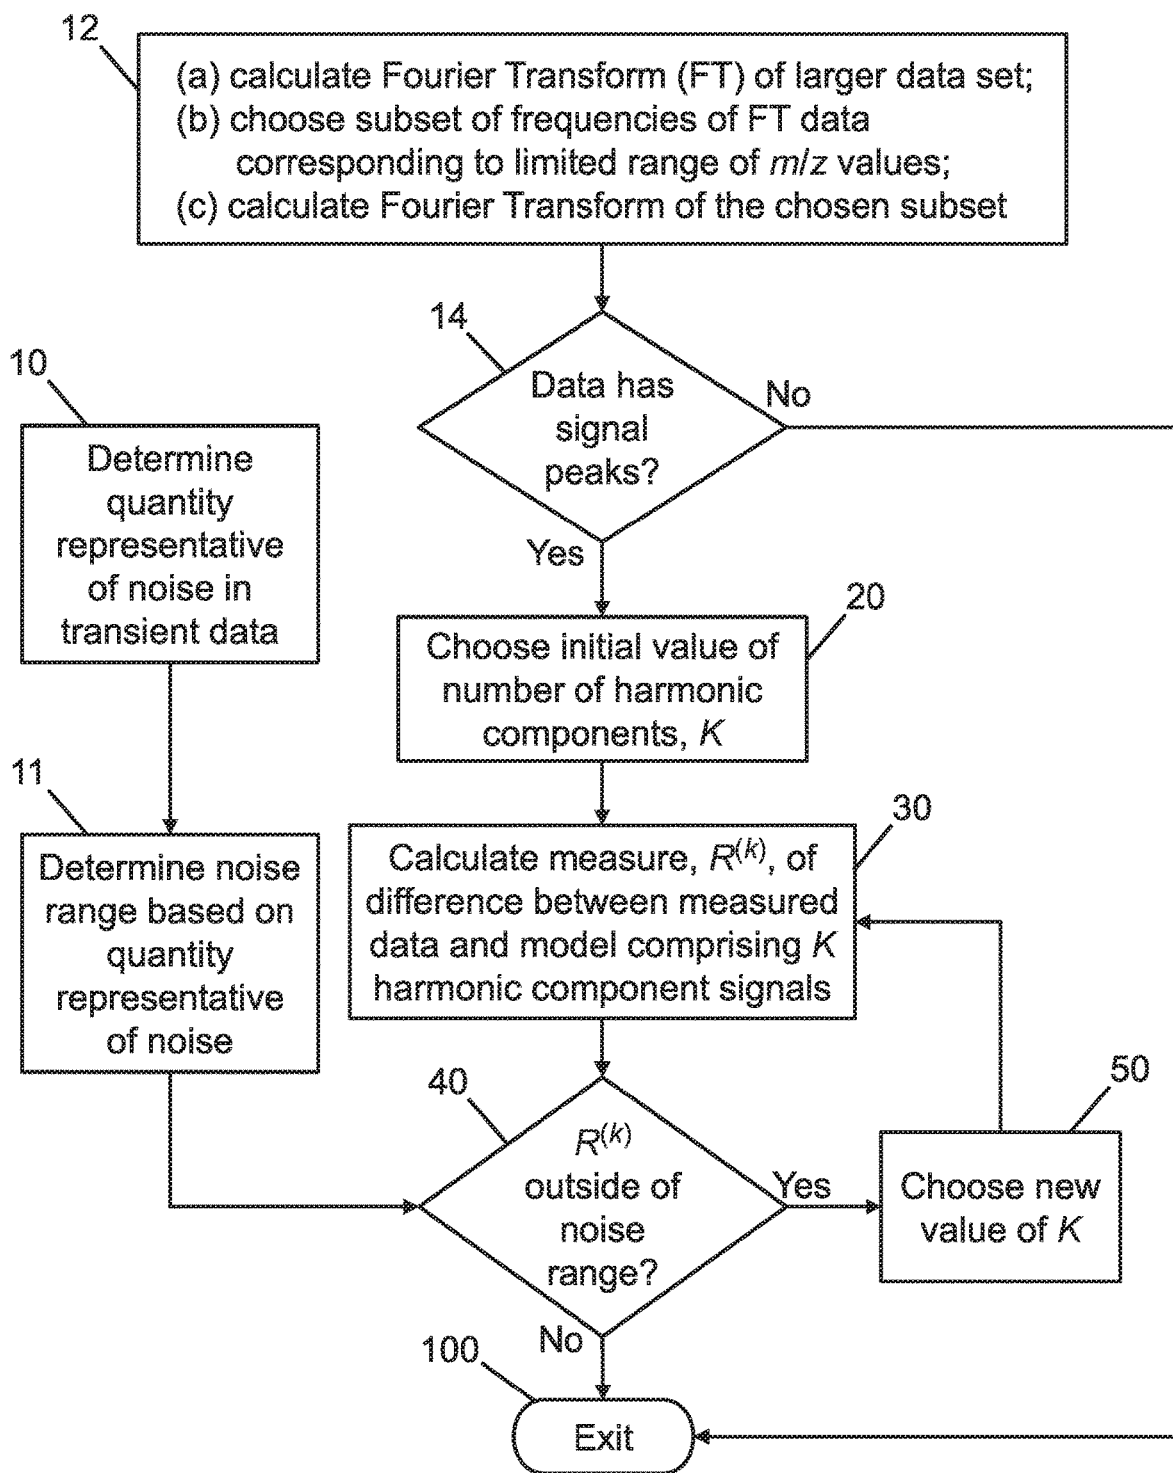 12
(a) calculate Fourier Transform (FT) of larger data set;
(b) choose subset of frequencies of FT data
corresponding to limited range of m/z values;
(c) calculate Fourier Transform of the chosen subset
14
Data has
signal
peaks?
No
Yes
10
Determine
quantity
representative
of noise in
transient data
20
Choose initial value of
number of harmonic
components, K
11
Determine noise
range based on
quantity
representative
of noise
30
Calculate measure, R(k), of
difference between measured
data and model comprising K
harmonic component signals
40
R(k)
outside of
noise
range?
Yes
No
50
Choose new
value of K
100
Exit